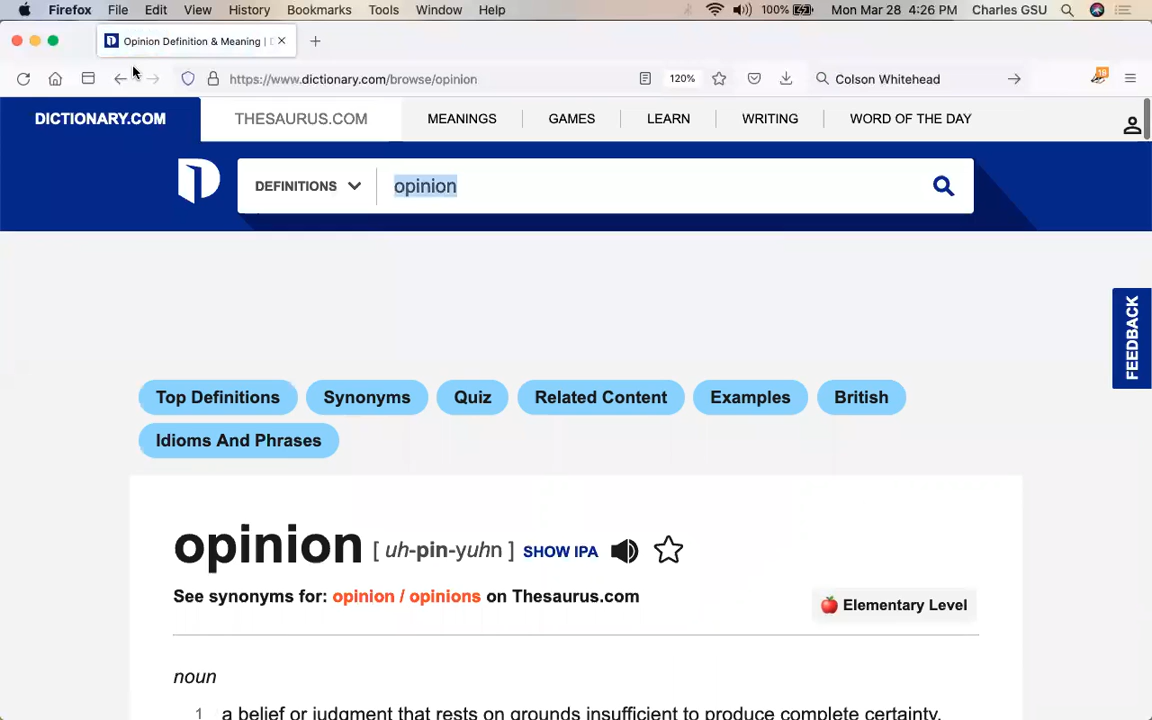 Firefox File Edit View History Bookmarks Tools Window Help 100% Mon Mar 28 4:26 PM Charles GSU
Opinion Definition & Meaning |
https://www.dictionary.com/browse/opinion 120% Colson Whitehead 18
DICTIONARY.COM THESAURUS.COM MEANINGS GAMES LEARN WRITING WORD OF THE DAY
DEFINITIONS opinion
FEEDBACK
Top Definitions Synonyms Quiz Related Content Examples British
Idioms And Phrases
opinion [ uh-pin-yuhn ] SHOW IPA
See synonyms for: opinion / opinions on Thesaurus.com
Elementary Level
noun
1 a belief or judgment that rests on grounds insufficient to produce complete certainty.